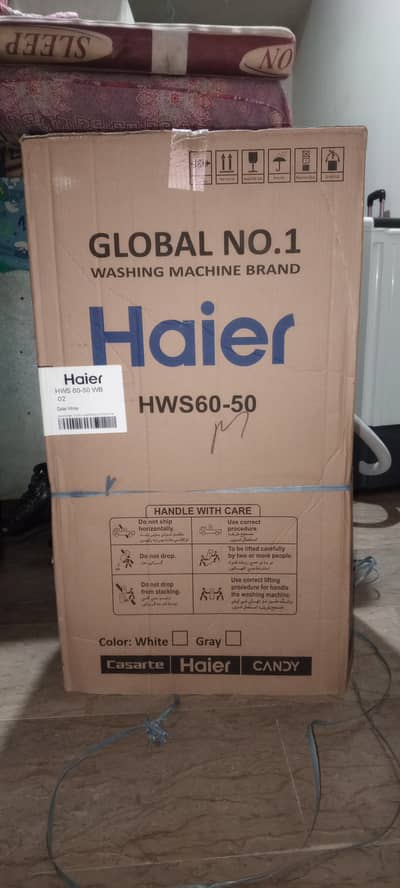 SLEEP
ON
GLOBAL NO.1
WASHING MACHINE BRAND
Haier
Haier
HWS 60-50 WB
02
Color White
HWS60-50
HANDLE WITH CARE
Do not ship
horizontally.
Use correct
procedure.
Do not drop.
To be lifted carefully
by two or more people.
Do not drop
from stacking.
Use correct lifting
procedure for handle
the washing machine.
Color: White Gray
Casarte Haier CANDY